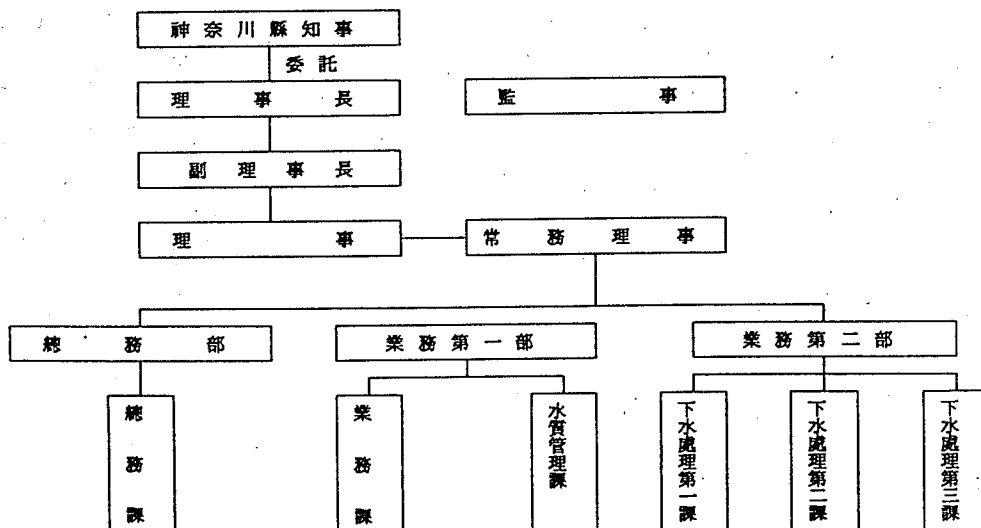 神奈川縣知事
委託
理事長
監事
副理事長
理事
常務理事
總務部
業務第一部
業務第二部
總務課
業務課
水質管理課
下水處理第一課
下水處理第二課
下水處理第三課